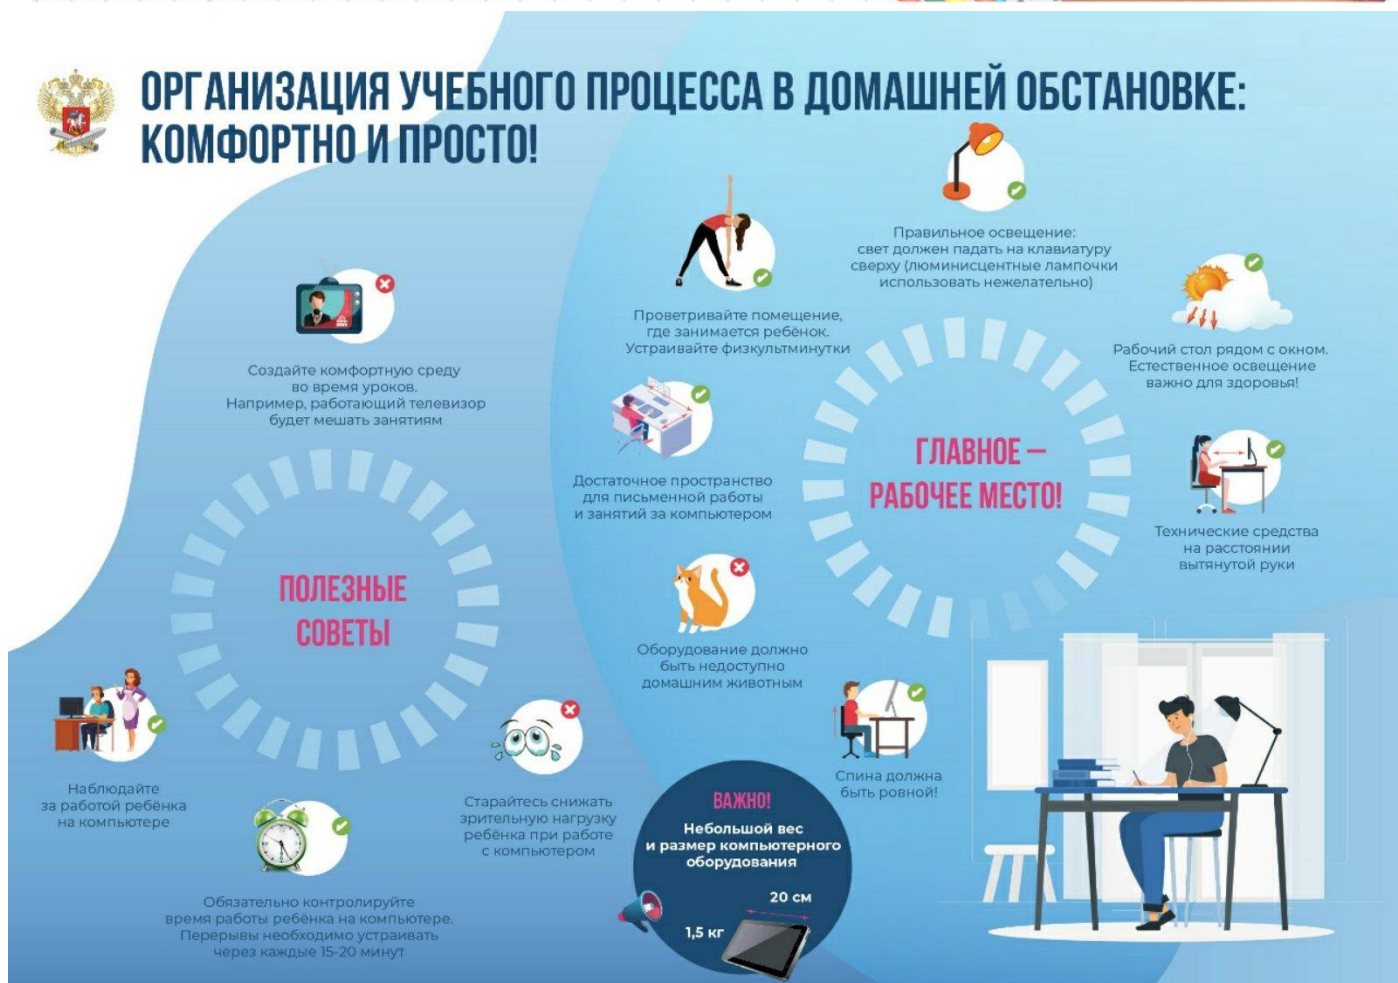 ОРГАНИЗАЦИЯ УЧЕБНОГО ПРОЦЕССА В ДОМАШНЕЙ ОБСТАНОВКЕ:
КОМФОРТНО И ПРОСТО!
Создайте комфортную среду
во время уроков.
Например, работающий телевизор
будет мешать занятиям
ПОЛЕЗНЫЕ
СОВЕТЫ
Наблюдайте
за работой ребёнка
на компьютере
Обязательно контролируйте
время работы ребёнка на компьютере.
Перерывы необходимо устраивать
через каждые 15-20 минут
Старайтесь снижать
зрительную нагрузку
ребёнка при работе
с компьютером
Проветривайте помещение,
где занимается ребёнок.
Устраивайте физкультминутки
Правильное освещение:
свет должен падать на клавиатуру
сверху (люминисцентные лампочки
использовать нежелательно)
Рабочий стол рядом с окном.
Естественное освещение
важно для здоровья!
Достаточное пространство
для письменной работы
и занятий за компьютером
ГЛАВНОЕ –
РАБОЧЕЕ МЕСТО!
Технические средства
на расстоянии
вытянутой руки
Оборудование должно
быть недоступно
домашним животным
Спина должна
быть ровной!
ВАЖНО!
Небольшой вес
и размер компьютерного
оборудования
20 см
1,5 кг